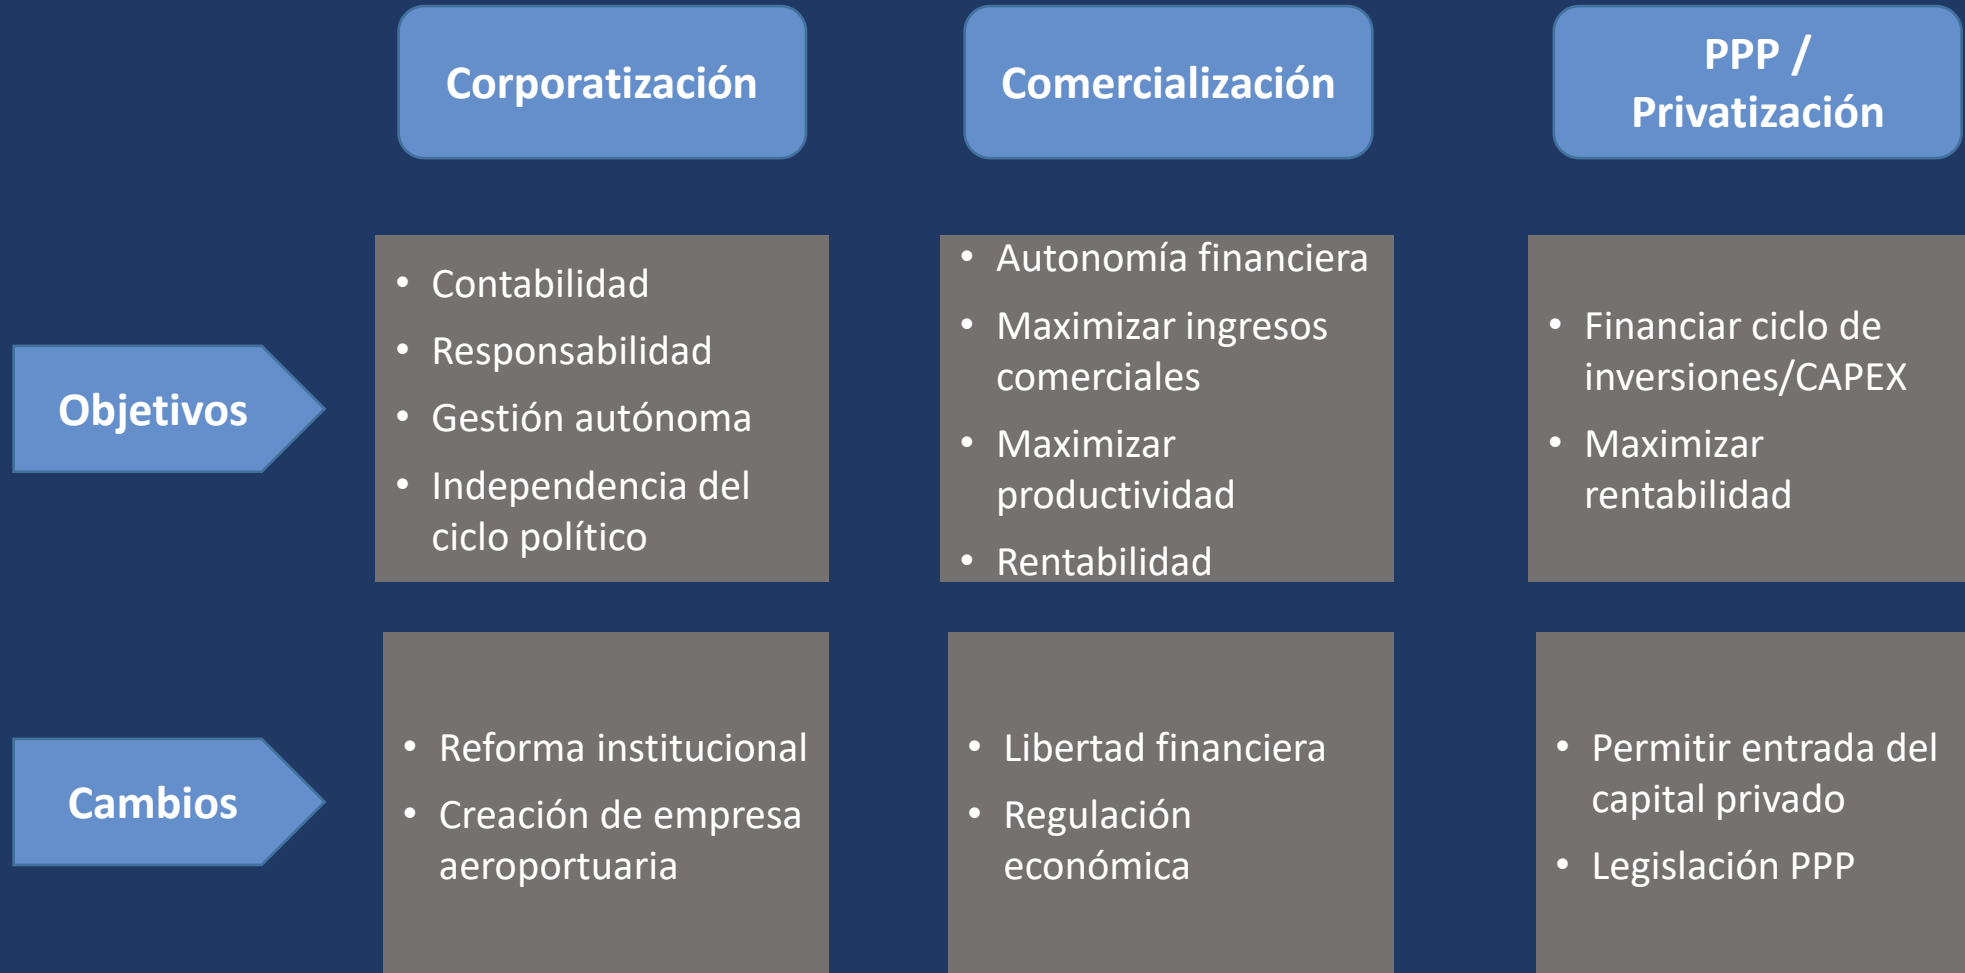 Corporatización
Comercialización
PPP /
Privatización
Objetivos
• Contabilidad
• Responsabilidad
• Gestión autónoma
• Independencia del
ciclo político
• Autonomía financiera
• Maximizar ingresos
comerciales
• Maximizar
productividad
• Rentabilidad
• Financiar ciclo de
inversiones/CAPEX
• Maximizar
rentabilidad
Cambios
• Reforma institucional
• Creación de empresa
aeroportuaria
• Libertad financiera
• Regulación
económica
• Permitir entrada del
capital privado
• Legislación PPP